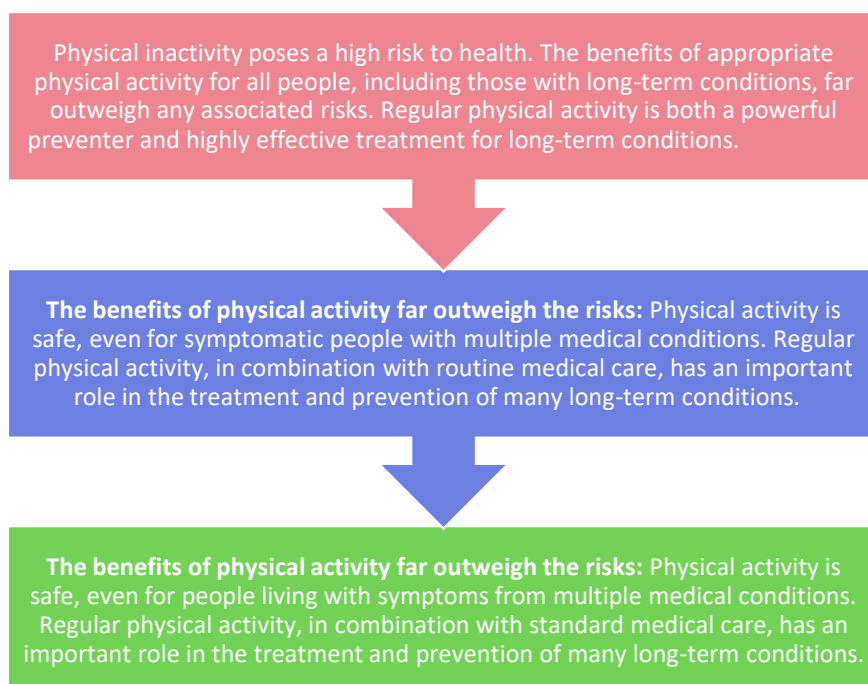 Physical inactivity poses a high risk to health. The benefits of appropriate
physical activity for all people, including those with long-term conditions, far
outweigh any associated risks. Regular physical activity is both a powerful
preventer and highly effective treatment for long-term conditions.
The benefits of physical activity far outweigh the risks: Physical activity is
safe, even for symptomatic people with multiple medical conditions. Regular
physical activity, in combination with routine medical care, has an important
role in the treatment and prevention of many long-term conditions.
The benefits of physical activity far outweigh the risks: Physical activity is
safe, even for people living with symptoms from multiple medical conditions.
Regular physical activity, in combination with standard medical care, has an
important role in the treatment and prevention of many long-term conditions.